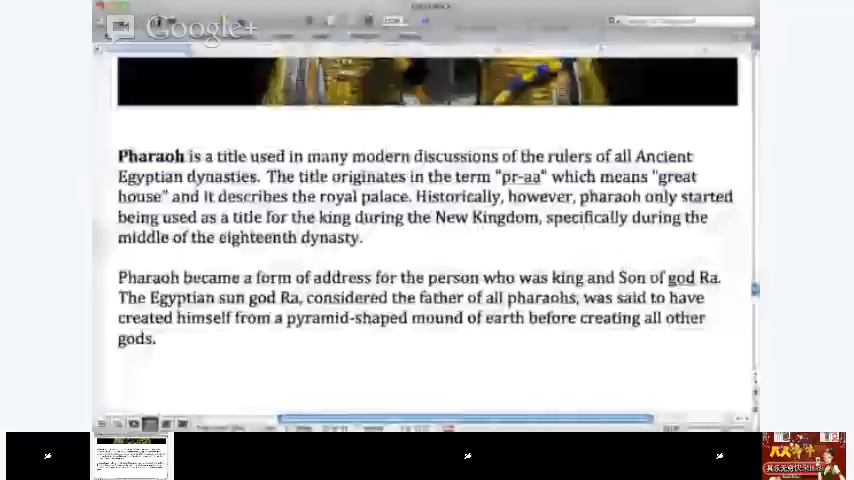 Google+
Pharaoh is a title used in many modern discussions of the rulers of all Ancient
Egyptian dynasties. The title originates in the term "pr-aa" which means "great
house" and it describes the royal palace. Historically, however, pharaoh only started
being used as a title for the king during the New Kingdom, specifically during the
middle of the eighteenth dynasty.
Pharaoh became a form of address for the person who was king and Son of god Ra.
The Egyptian sun god Ra, considered the father of all pharaohs, was said to have
created himself from a pyramid-shaped mound of earth before creating all other
gods.